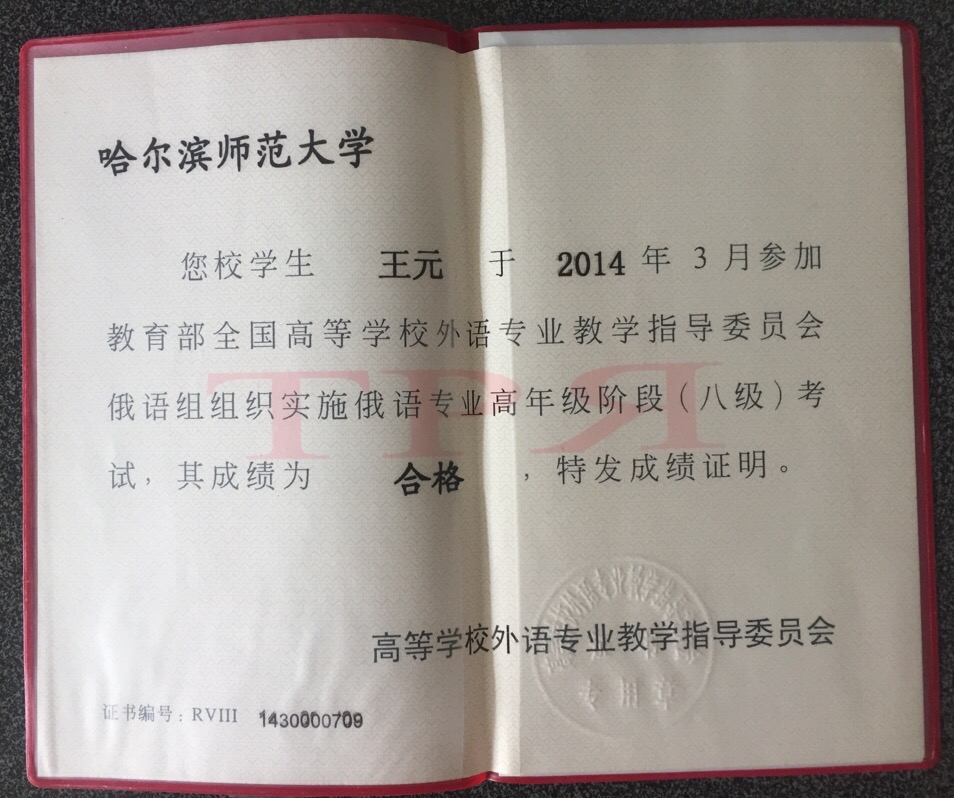 哈尔滨师范大学
您校学生 王元 于 2014 年 3 月参加
教育部全国高等学校外语专业教学指导委员会
俄语组组织实施俄语专业高年级阶段（八级）考
试，其成绩为 合格 ，特发成绩证明。
ТРЯ
高等学校外语专业教学指导委员会
专用章
证书编号：RVIII 1430000709